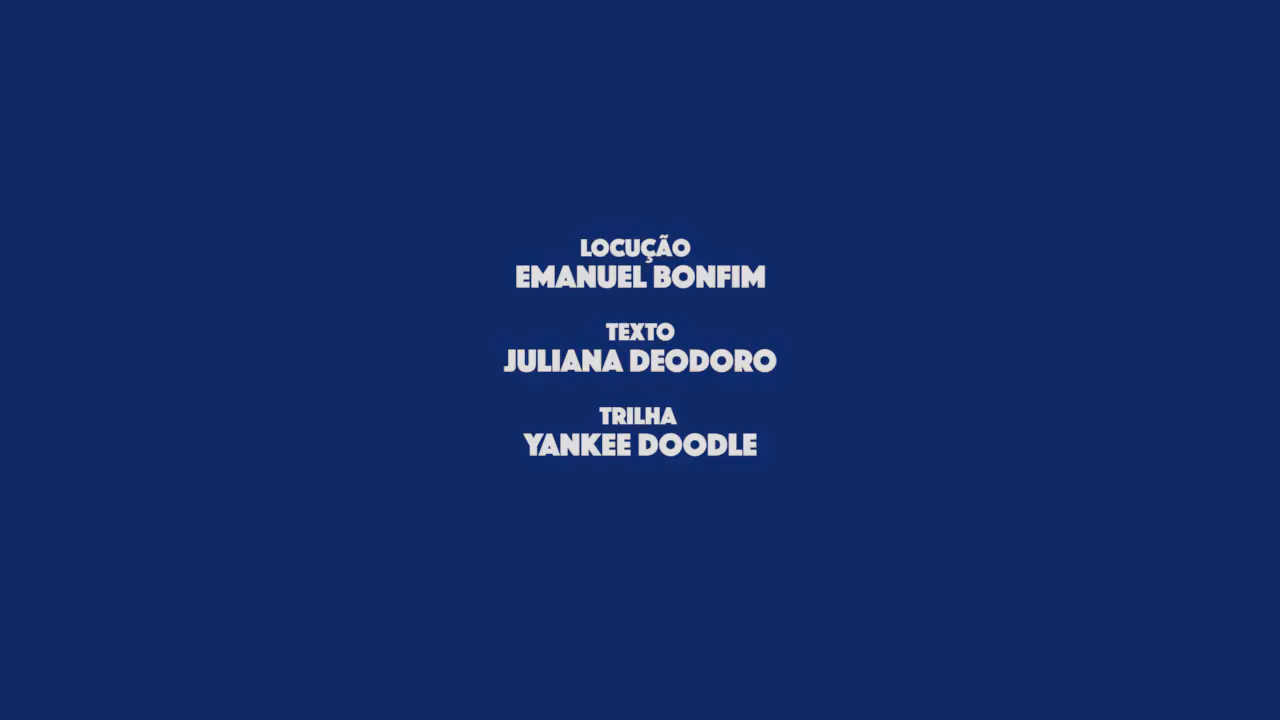 LOCUÇÃO
EMANUEL BONFIM
TEXTO
JULIANA DEODORO
TRILHA
YANKEE DOODLE